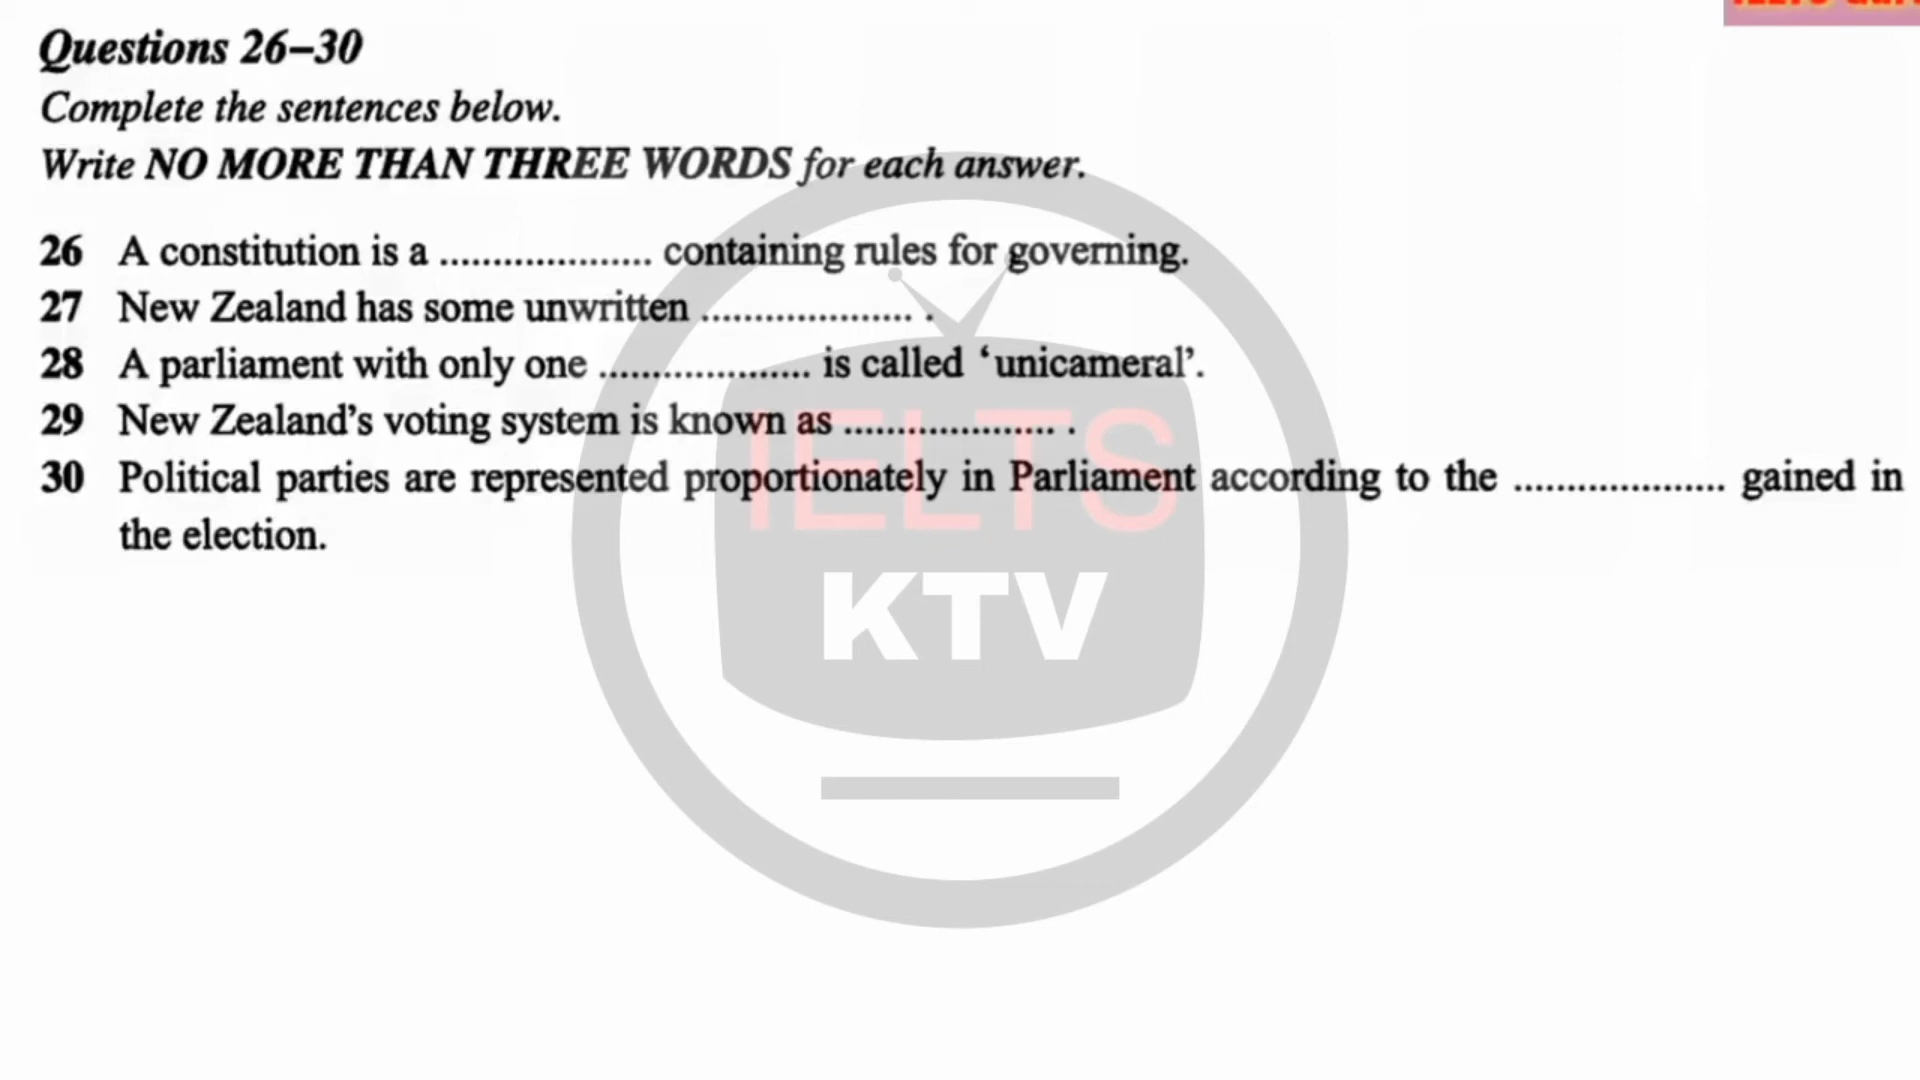 Questions 26–30
Complete the sentences below.
Write NO MORE THAN THREE WORDS for each answer.
26 A constitution is a .................... containing rules for governing.
27 New Zealand has some unwritten .................... .
28 A parliament with only one .................... is called ‘unicameral’.
29 New Zealand’s voting system is known as .................... .
30 Political parties are represented proportionately in Parliament according to the .................... gained in
the election.
IELTS
KTV